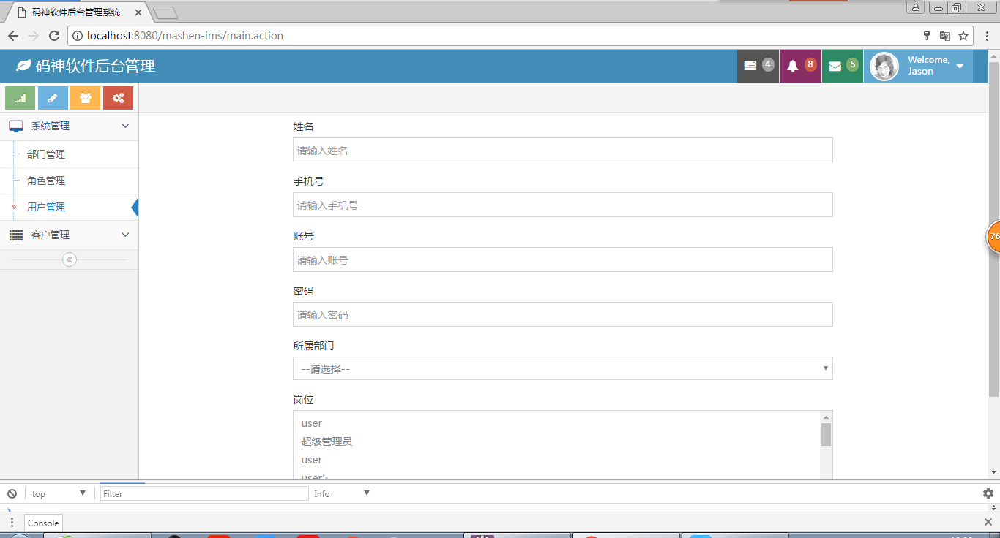 码神软件后台管理系统
localhost:8080/mashen-ims/main.action
码神软件后台管理
4
8
5
Welcome,
Jason
系统管理
部门管理
角色管理
用户管理
客户管理
姓名
请输入姓名
手机号
请输入手机号
账号
请输入账号
密码
请输入密码
所属部门
--请选择--
岗位
user
超级管理员
user
user5
76
top
Filter
Info
Console